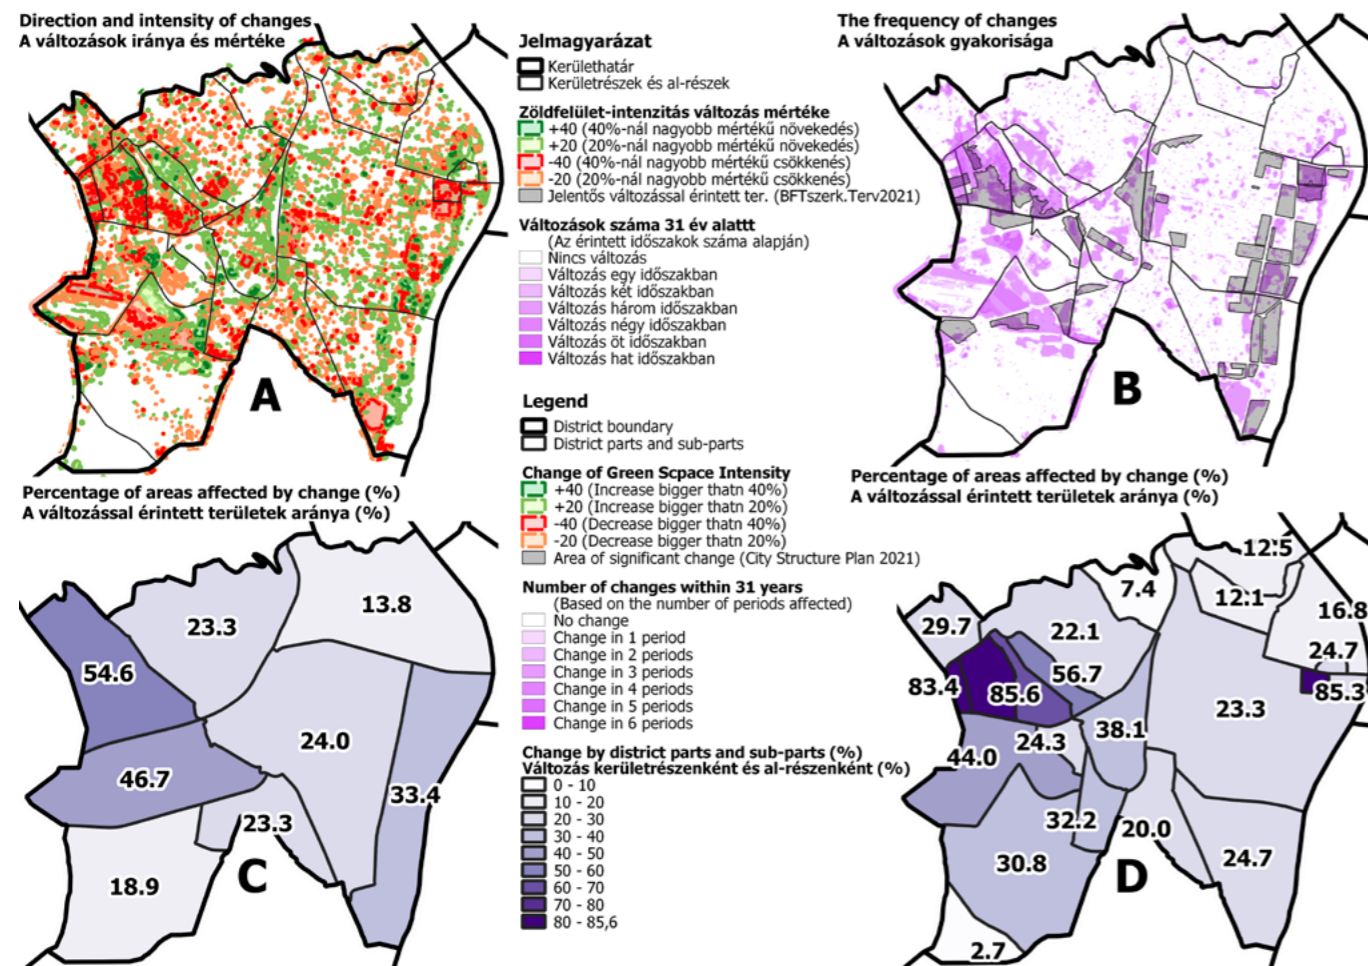 Direction and intensity of changes
A változások iránya és mértéke
A
Jelmagyarázat
Kerülethatár
Kerületrészek és al-részek
Zöldfelület-intenzitás változás mértéke
+40 (40%-nál nagyobb mértékű növekedés)
+20 (20%-nál nagyobb mértékű növekedés)
-40 (40%-nál nagyobb mértékű csökkenés)
-20 (20%-nál nagyobb mértékű csökkenés)
Jelentős változással érintett ter. (BFTszerk.Terv2021)
Változások száma 31 év alattt
(Az érintett időszakok száma alapján)
Nincs változás
Változás egy időszakban
Változás két időszakban
Változás három időszakban
Változás négy időszakban
Változás öt időszakban
Változás hat időszakban
Legend
District boundary
District parts and sub-parts
Change of Green Scpace Intensity
+40 (Increase bigger thatn 40%)
+20 (Increase bigger thatn 20%)
-40 (Decrease bigger thatn 40%)
-20 (Decrease bigger thatn 20%)
Area of significant change (City Structure Plan 2021)
Number of changes within 31 years
(Based on the number of periods affected)
No change
Change in 1 period
Change in 2 periods
Change in 3 periods
Change in 4 periods
Change in 5 periods
Change in 6 periods
Change by district parts and sub-parts (%)
Változás kerületrészenként és al-részenként (%)
0 - 10
10 - 20
20 - 30
30 - 40
40 - 50
50 - 60
60 - 70
70 - 80
80 - 85,6
The frequency of changes
A változások gyakorisága
B
Percentage of areas affected by change (%)
A változással érintett területek aránya (%)
13.8
23.3
54.6
24.0
46.7
33.4
23.3
18.9
C
Percentage of areas affected by change (%)
A változással érintett területek aránya (%)
12.5
7.4
12.1
16.8
29.7
22.1
24.7
56.7
83.4
85.6
85.3
23.3
38.1
24.3
44.0
32.2
20.0
30.8
24.7
D
2.7